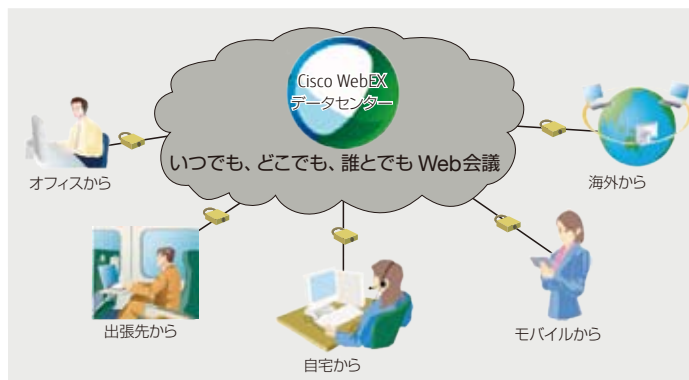 Cisco WebEX
データセンター
いつでも、どこでも、誰とでも Web会議
オフィスから
海外から
出張先から
自宅から
モバイルから